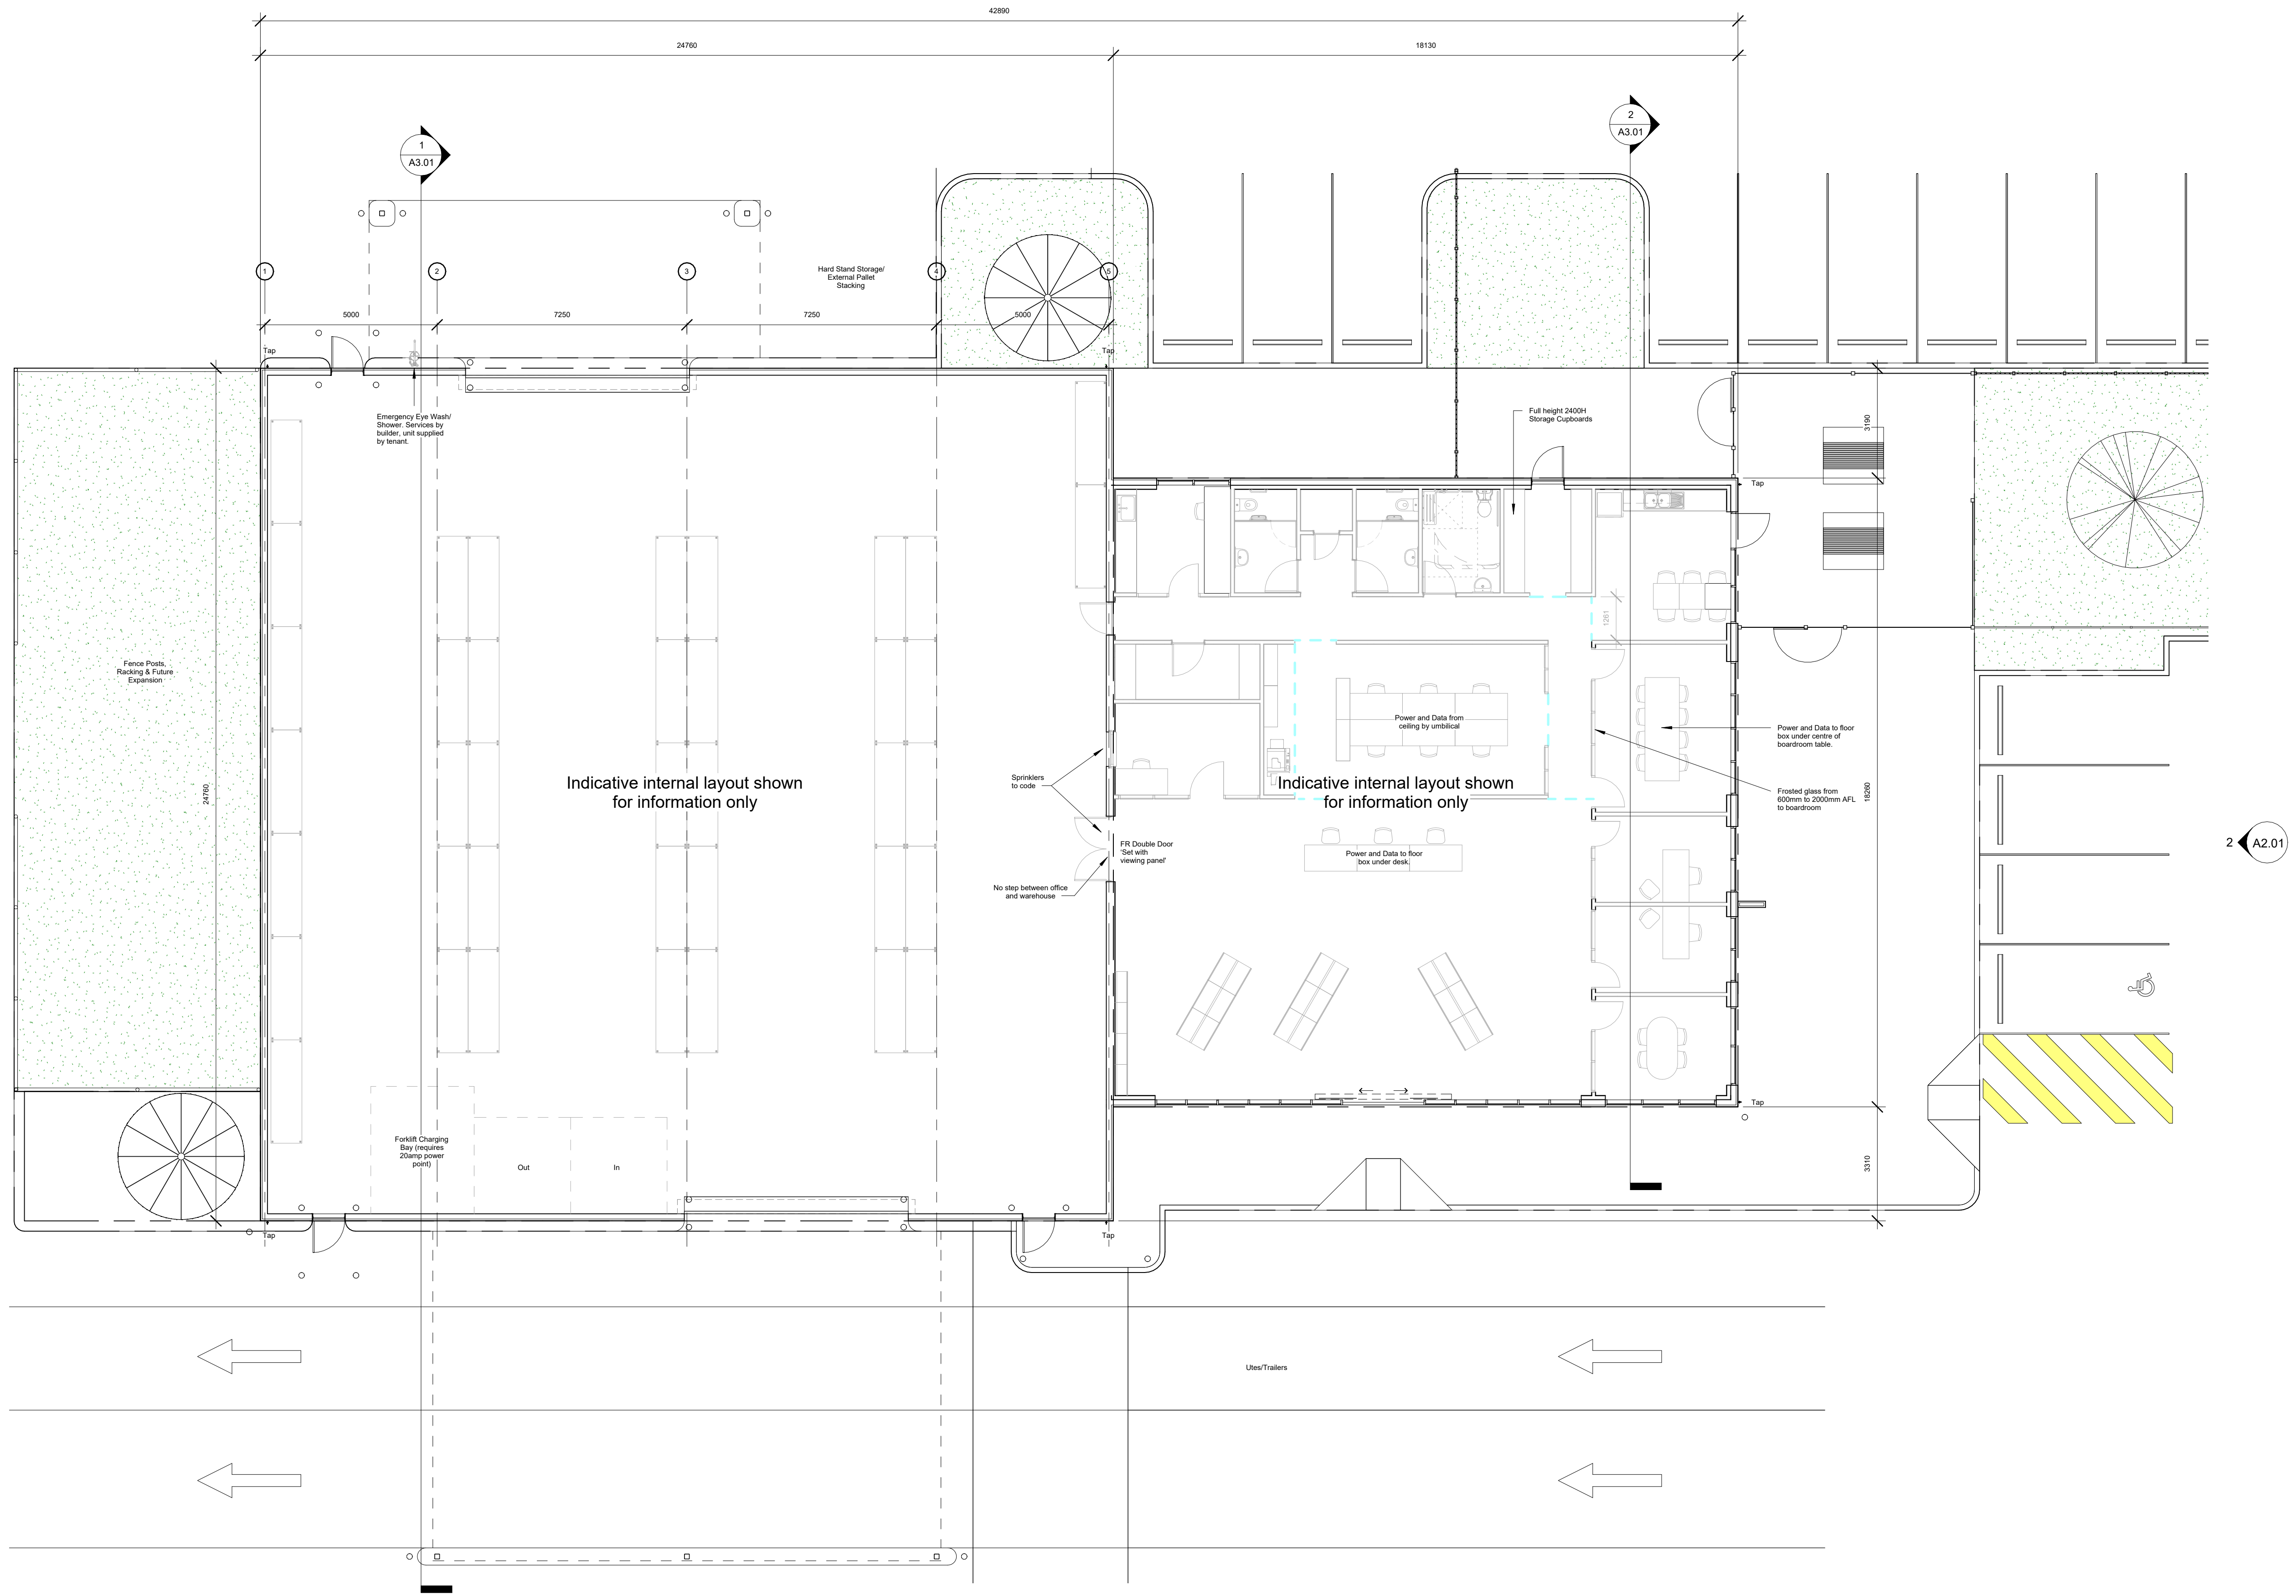 42890
24760
18130
1
A3.01
2
A3.01
1
2
3
4
5
Hard Stand Storage/
External Pallet
Stacking
5000
7250
7250
5000
Tap
Tap
Emergency Eye Wash/
Shower. Services by
builder, unit supplied
by tenant.
Full height 2400H
Storage Cupboards
3190
Tap
1261
Fence Posts,
Racking & Future
Expansion
24760
Indicative internal layout shown
for information only
Sprinklers
to code
Power and Data from
ceiling by umbilical
Indicative internal layout shown
for information only
Power and Data to floor
box under centre of
boardroom table.
Frosted glass from
600mm to 2000mm AFL
to boardroom
18260
FR Double Door
'Set with
viewing panel'
Power and Data to floor
box under desk.
No step between office
and warehouse
2
A2.01
Tap
Forklift Charging
Bay (requires
20amp power
point)
Out
In
3310
Tap
Tap
Utes/Trailers